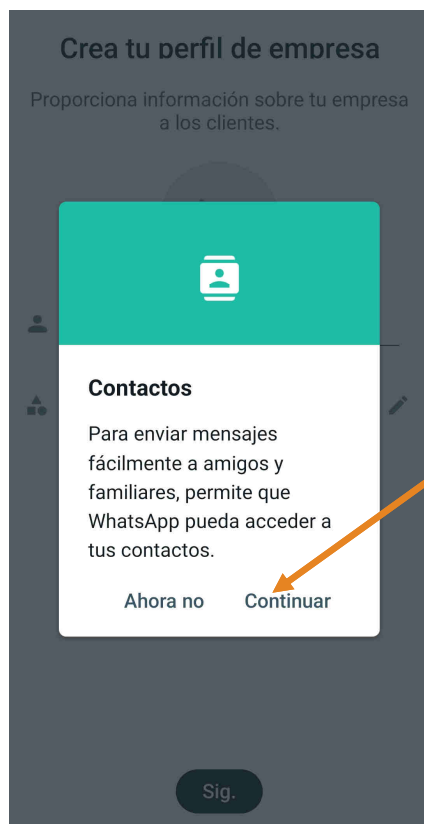 Crea tu perfil de empresa
Proporciona información sobre tu empresa
a los clientes.
Contactos
Para enviar mensajes
fácilmente a amigos y
familiares, permite que
WhatsApp pueda acceder a
tus contactos.
Ahora no Continuar
Sig.